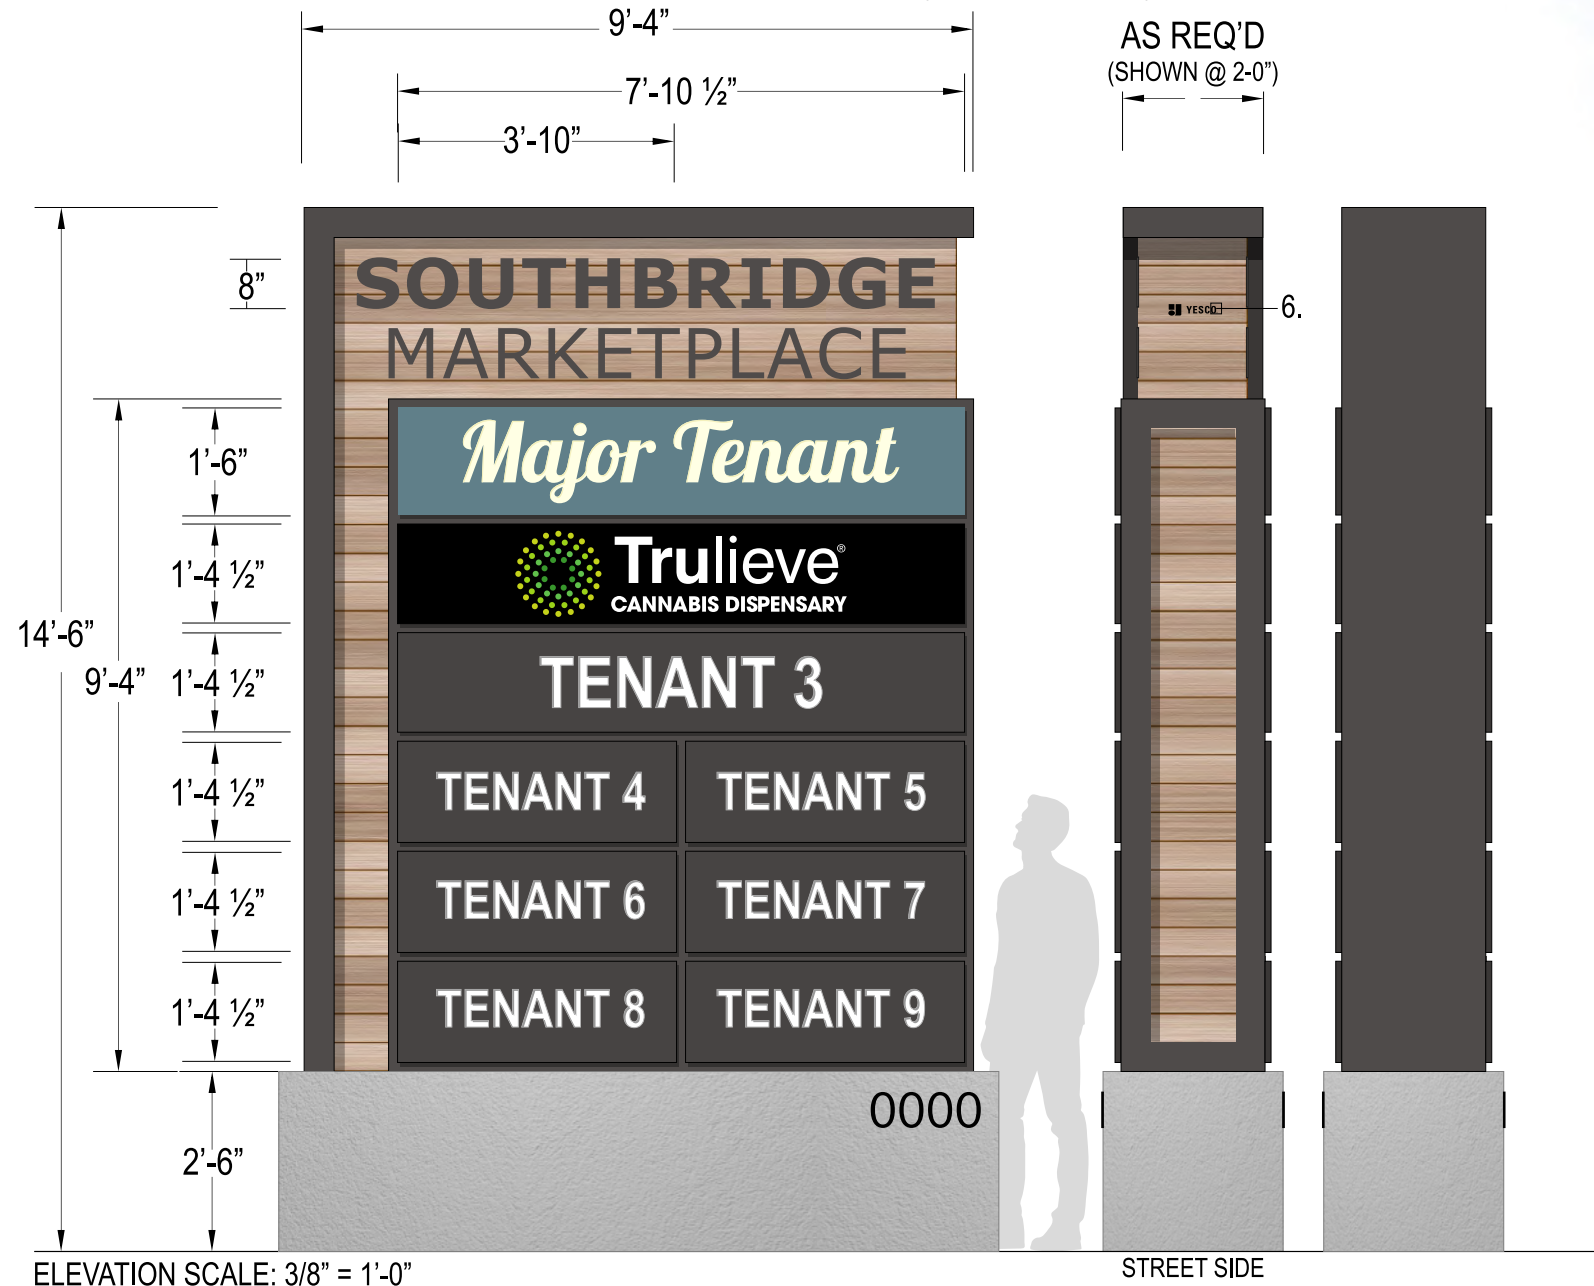 9'-4"
AS REQ'D
(SHOWN @ 2-0")
7'-10 ½"
3'-10"
8"
SOUTHBRIDGE
MARKETPLACE
YESCO
6.
1'-6"
Major Tenant
1'-4 ½"
Trulieve®
CANNABIS DISPENSARY
14'-6"
9'-4"
1'-4 ½"
TENANT 3
1'-4 ½"
TENANT 4
TENANT 5
1'-4 ½"
TENANT 6
TENANT 7
1'-4 ½"
TENANT 8
TENANT 9
0000
2'-6"
ELEVATION SCALE: 3/8" = 1'-0"
STREET SIDE